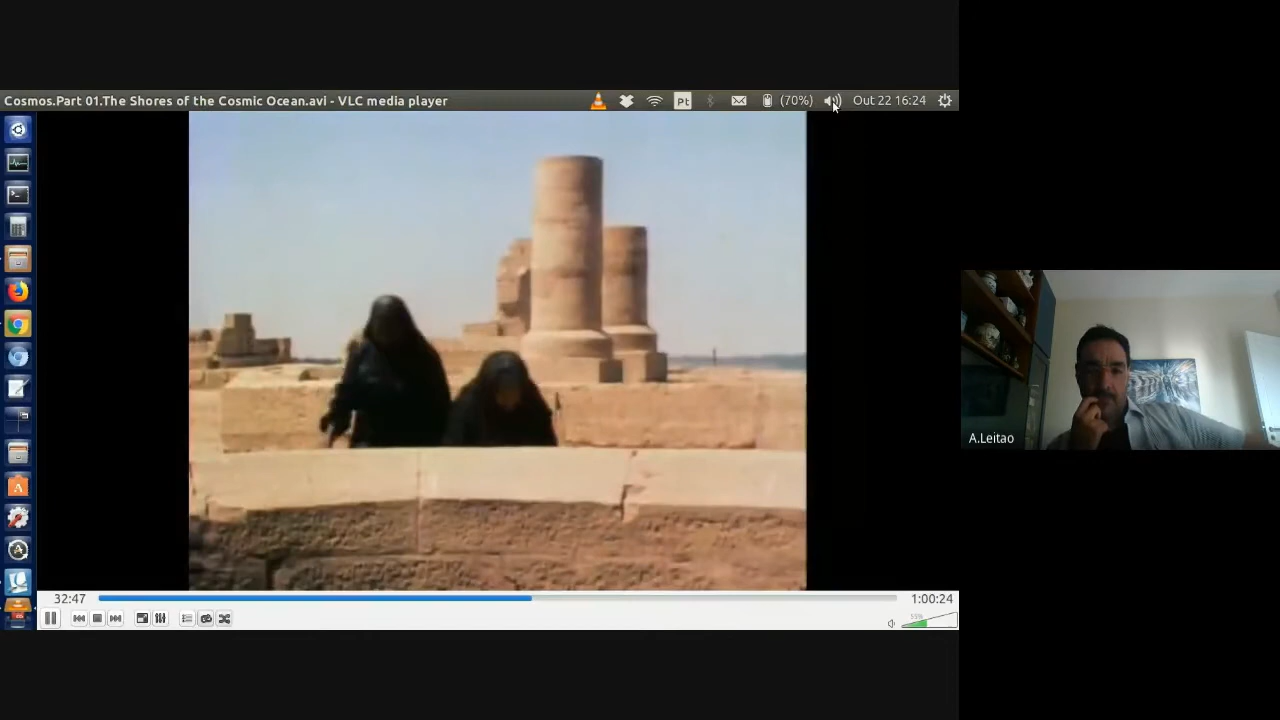 Cosmos.Part 01.The Shores of the Cosmic Ocean.avi - VLC media player
Pt
(70%)
Out 22 16:24
A.Leitao
32:47
1:00:24